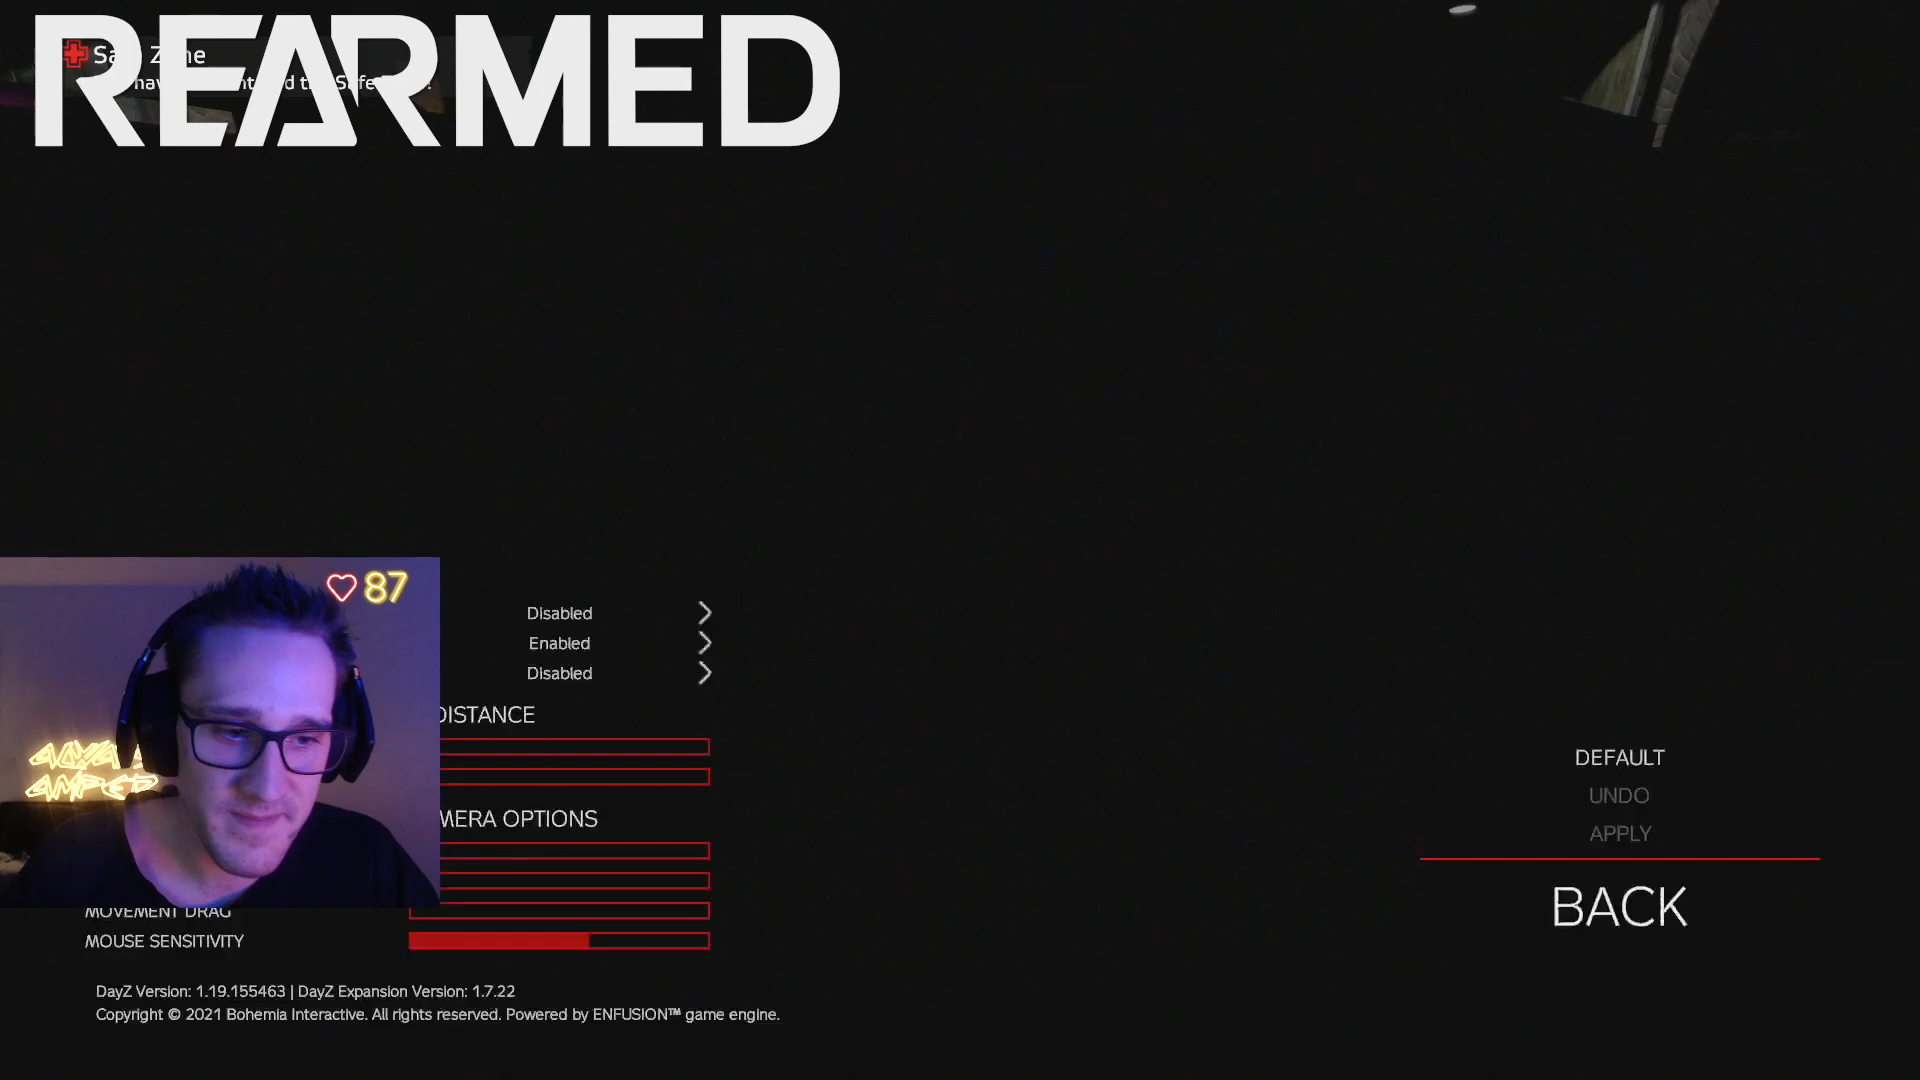 REARMED
Disabled
Enabled
Disabled
DISTANCE
OPTIONS
MOVEMENT DRAG
MOUSE SENSITIVITY
DEFAULT
UNDO
APPLY
BACK
87
DayZ Version: 1.19.155463 | DayZ Expansion Version: 1.7.22
Copyright © 2021 Bohemia Interactive. All rights reserved. Powered by ENFUSION™ game engine.